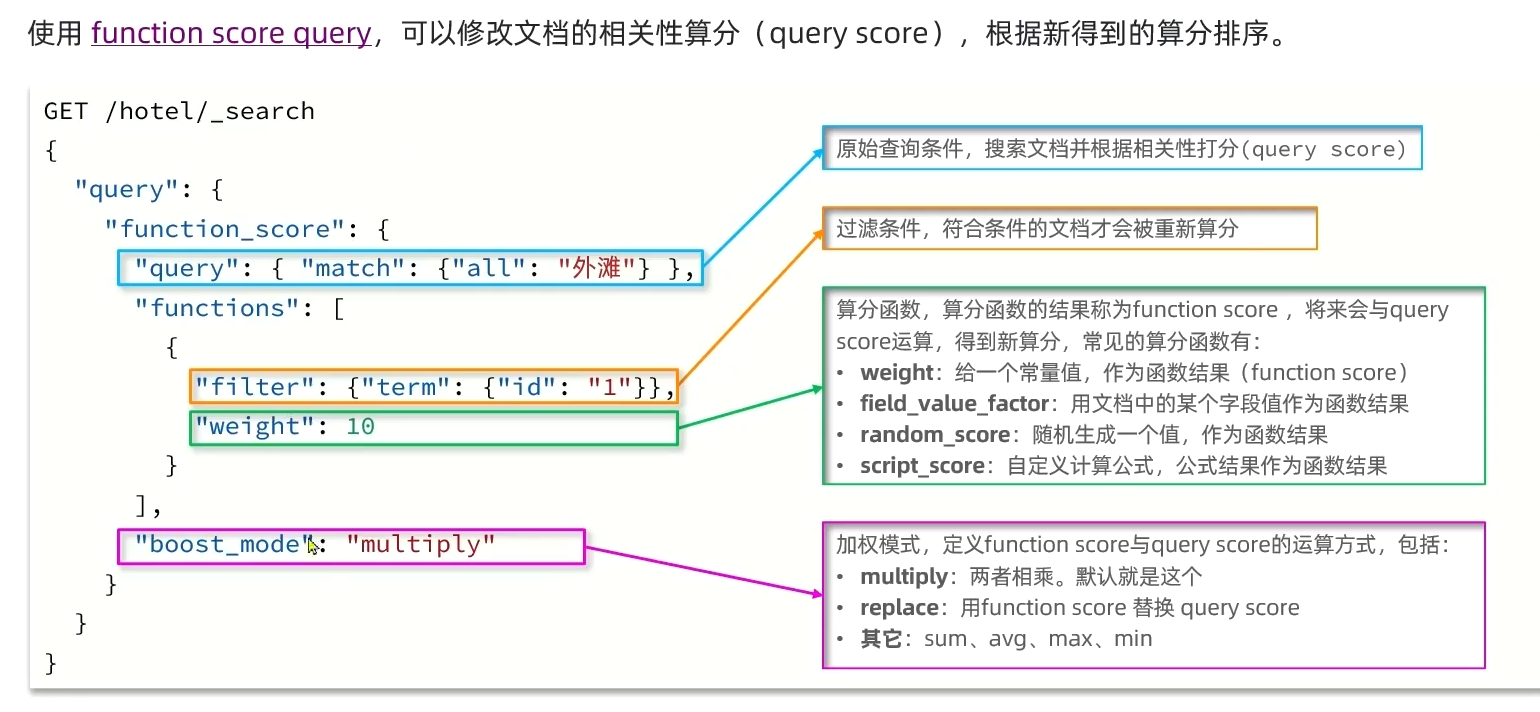 使用 function score query，可以修改文档的相关性算分（query score），根据新得到的算分排序。
GET /hotel/_search
{
"query": {
"function_score": {
"query": { "match": {"all": "外滩"} },
"functions": [
{
"filter": {"term": {"id": "1"}},
"weight": 10
}
],
"boost_mode": "multiply"
}
}
}
原始查询条件，搜索文档并根据相关性打分(query score)
过滤条件，符合条件的文档才会被重新算分
算分函数，算分函数的结果称为function score ，将来会与query
score运算，得到新算分，常见的算分函数有：
• weight：给一个常量值，作为函数结果（function score）
• field_value_factor：用文档中的某个字段值作为函数结果
• random_score：随机生成一个值，作为函数结果
• script_score：自定义计算公式，公式结果作为函数结果
加权模式，定义function score与query score的运算方式，包括：
• multiply：两者相乘。默认就是这个
• replace：用function score 替换 query score
• 其它：sum、avg、max、min